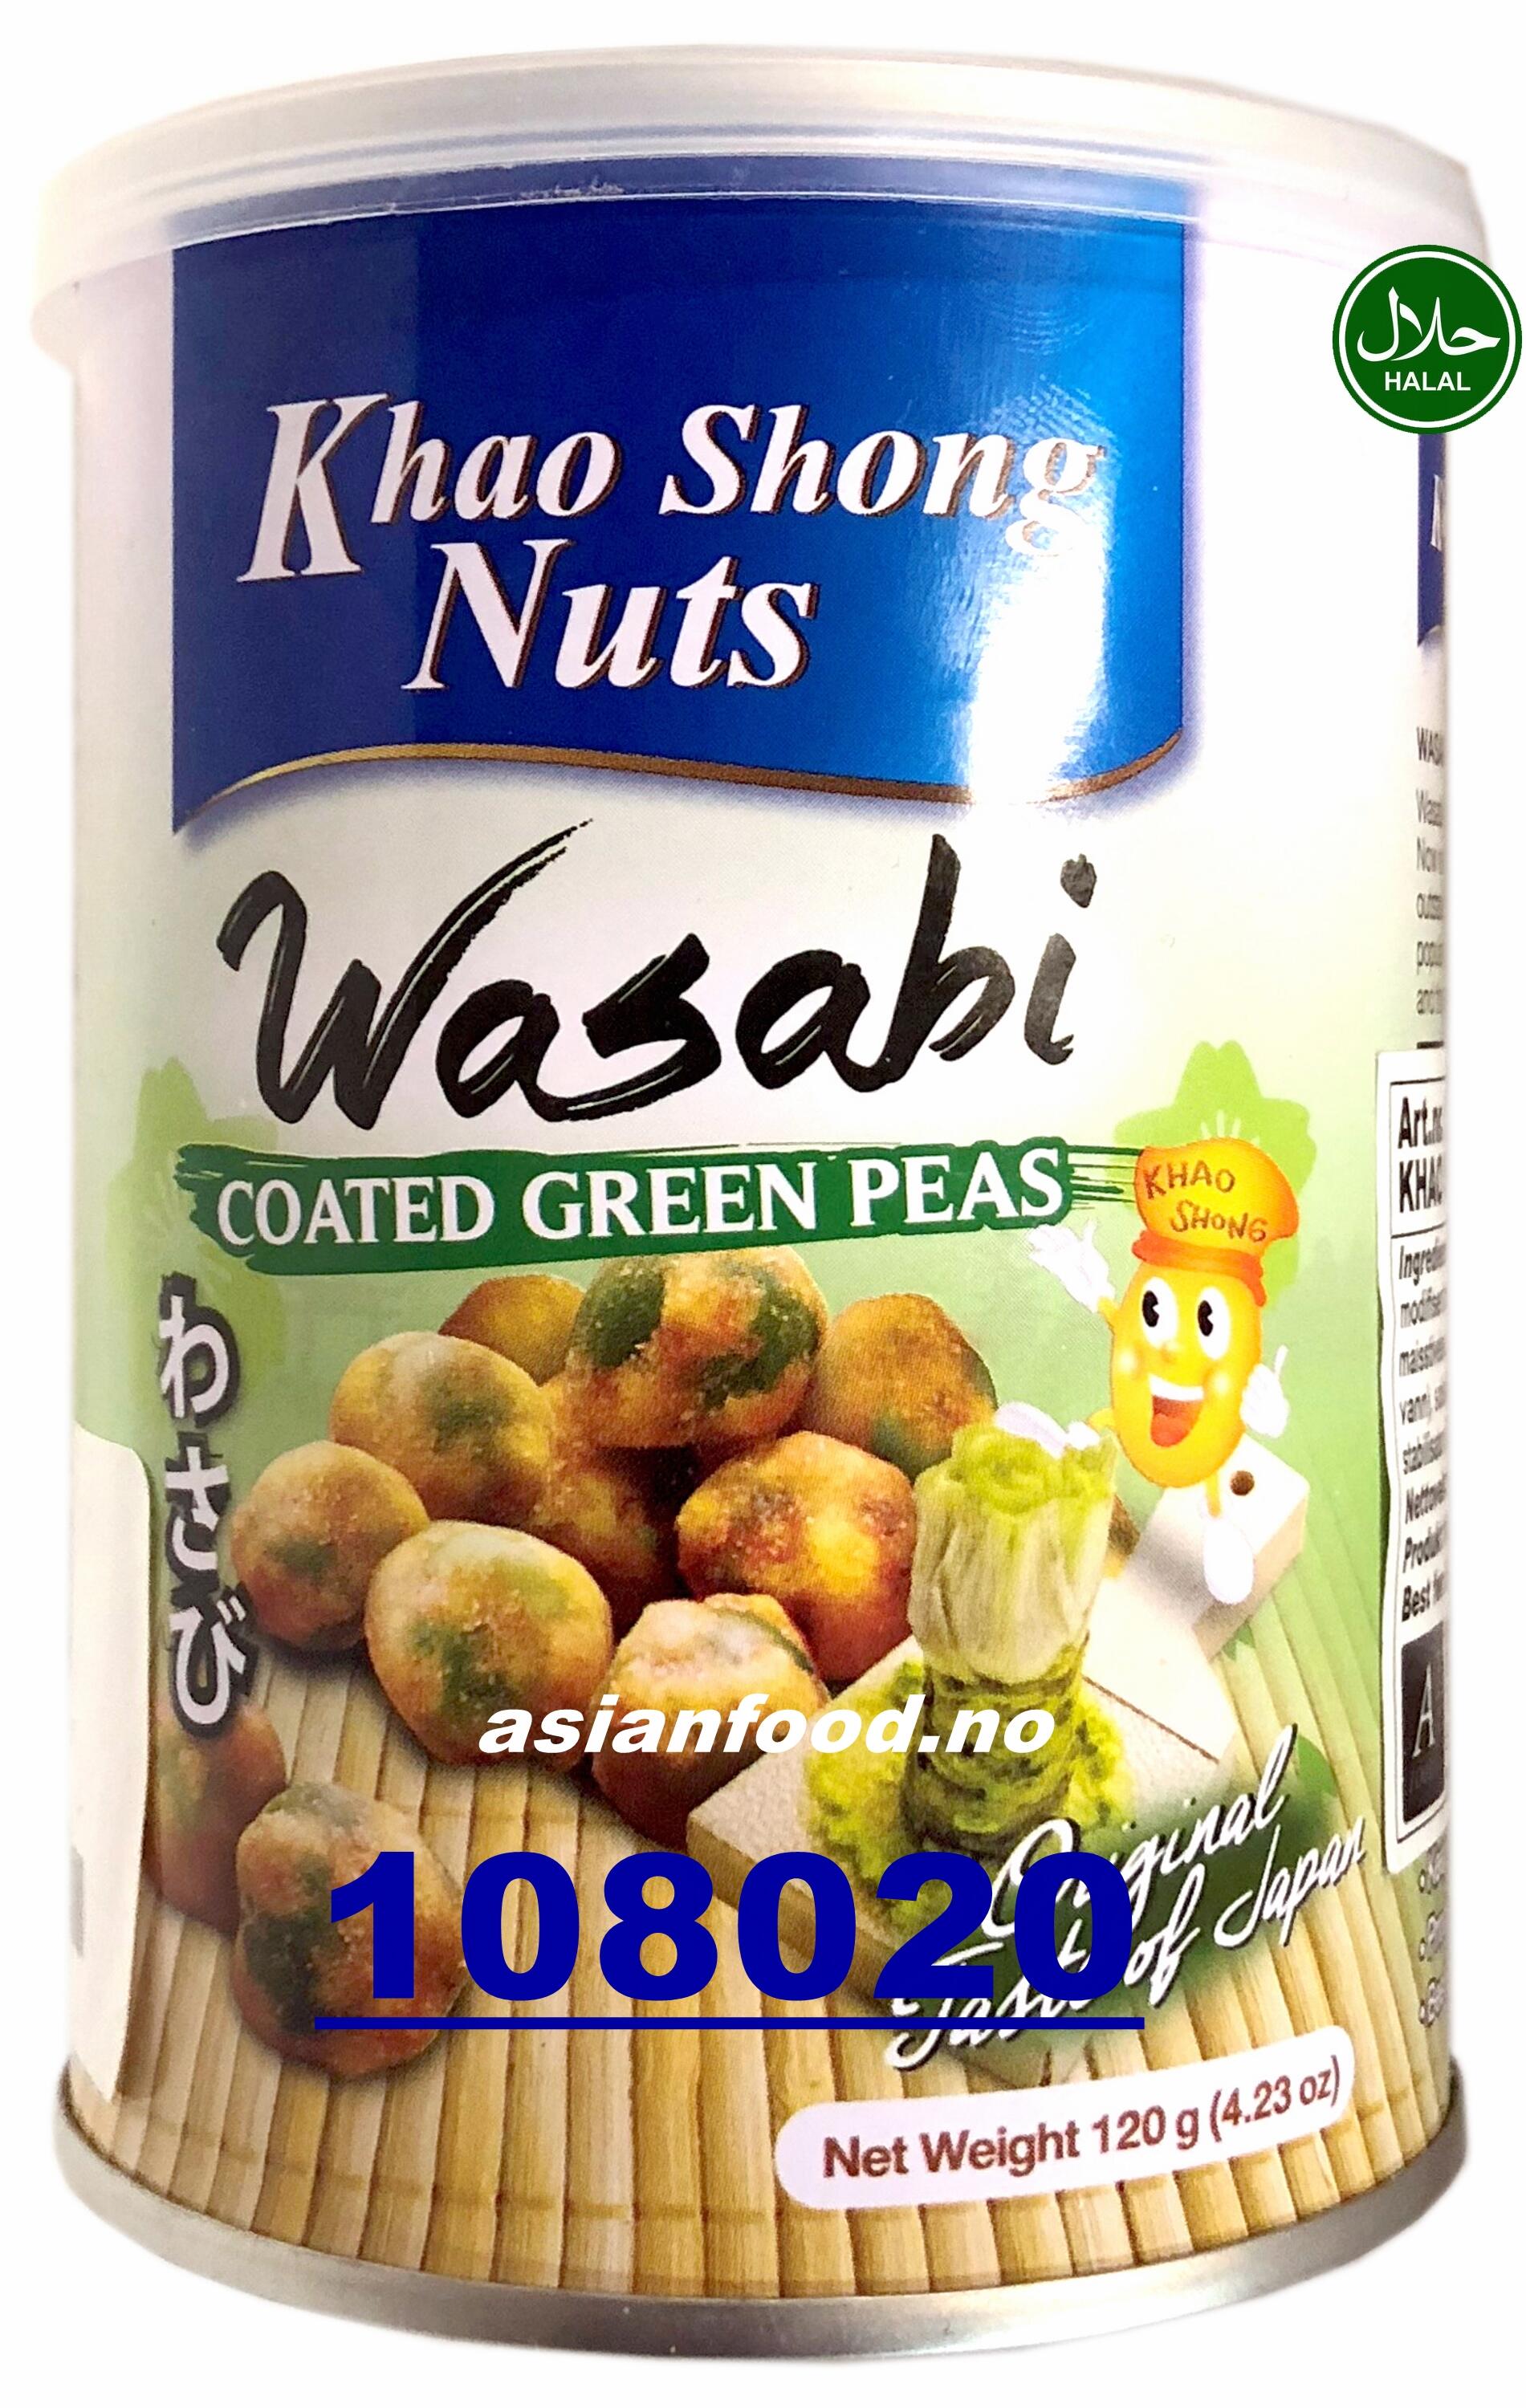 حلال
HALAL
Khao Shong
Nuts
Wasabi
COATED GREEN PEAS
KHAO
SHONG
わさび
asianfood.no
Original
Taste of Japan
108020
Net Weight 120 g (4.23 oz)
Best
A